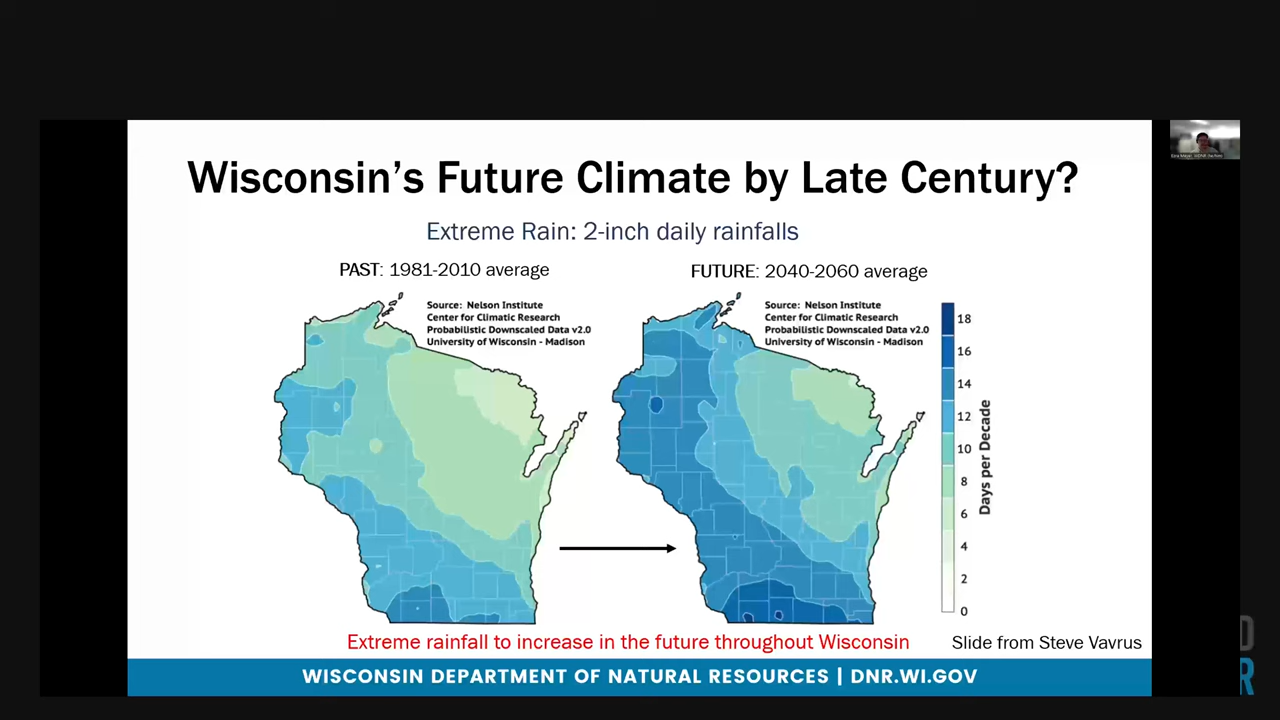 Wisconsin's Future Climate by Late Century?
Extreme Rain: 2-inch daily rainfalls
PAST: 1981-2010 average
FUTURE: 2040-2060 average
Source: Nelson Institute
Center for Climatic Research
Probabilistic Downscaled Data v2.0
University of Wisconsin - Madison
Source: Nelson Institute
Center for Climatic Research
Probabilistic Downscaled Data v2.0
University of Wisconsin - Madison
18
16
14
12
10
8
6
4
2
0
Days per Decade
Extreme rainfall to increase in the future throughout Wisconsin
Slide from Steve Vavrus
WISCONSIN DEPARTMENT OF NATURAL RESOURCES | DNR.WI.GOV